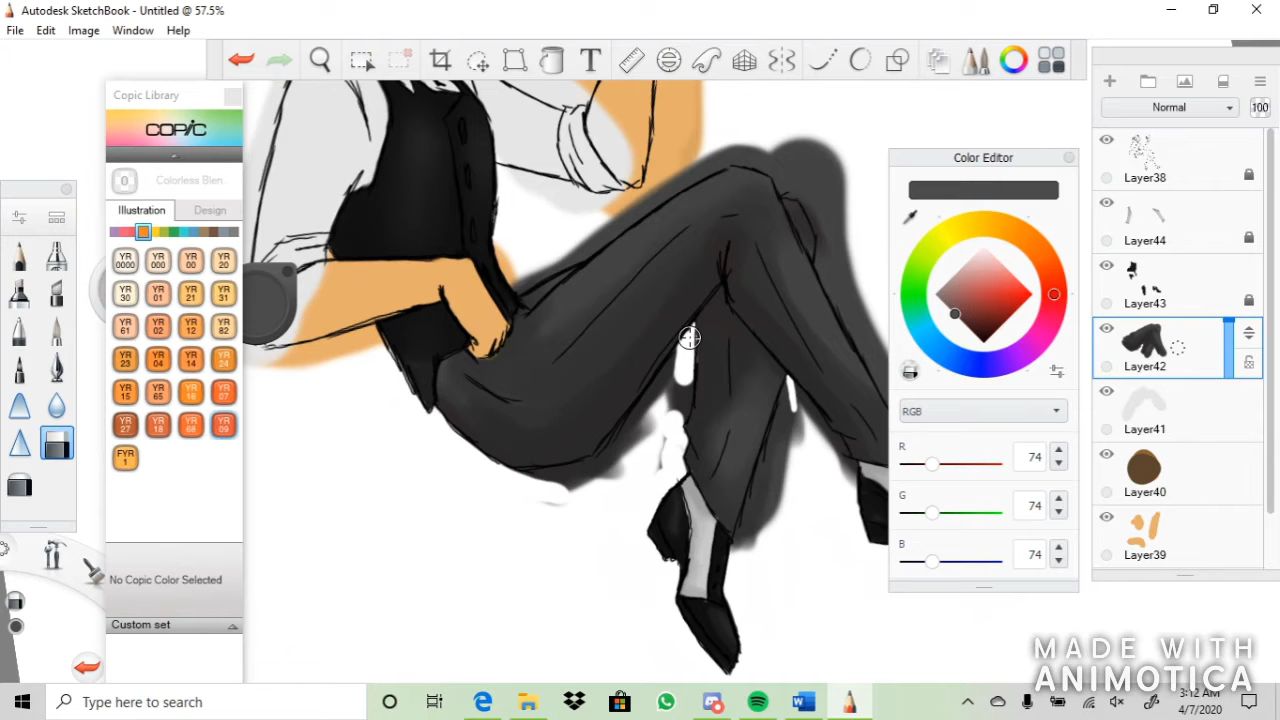 Autodesk SketchBook - Untitled @ 57.5%
File Edit Image Window Help
T
Copic Library
COPIC
0 Colorless Blen..
Illustration Design
YR 0000 YR 000 YR 00 YR 20
YR 30 YR 01 YR 21 YR 31
YR 61 YR 02 YR 12 YR 82
YR 23 YR 04 YR 14 YR 24
YR 15 YR 65 YR 16 YR 07
YR 27 YR 18 YR 68 YR 09
FYR 1
No Copic Color Selected
Custom set
Color Editor
RGB
R 74
G 74
B 74
Normal 100
Layer38
Layer44
Layer43
Layer42
Layer41
Layer40
Layer39
MADE WITH
ANIMOTICA
Type here to search
3:12 AM
4/7/2020